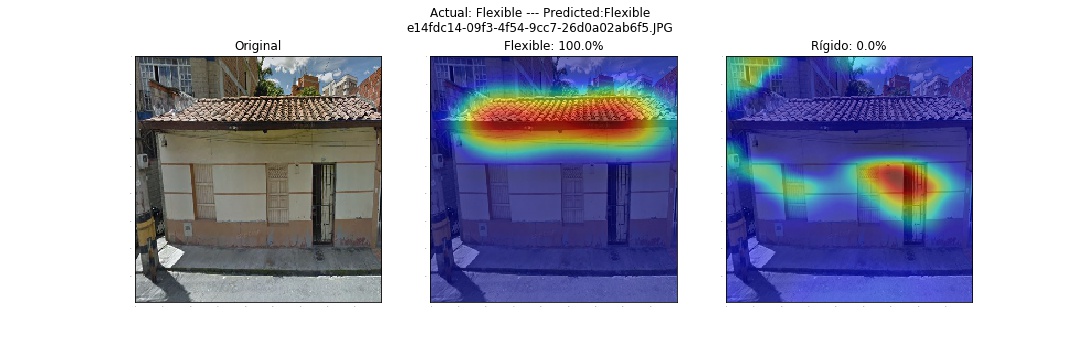 Actual: Flexible --- Predicted:Flexible
e14fdc14-09f3-4f54-9cc7-26d0a02ab6f5.JPG
Original
Flexible: 100.0%
Rígido: 0.0%